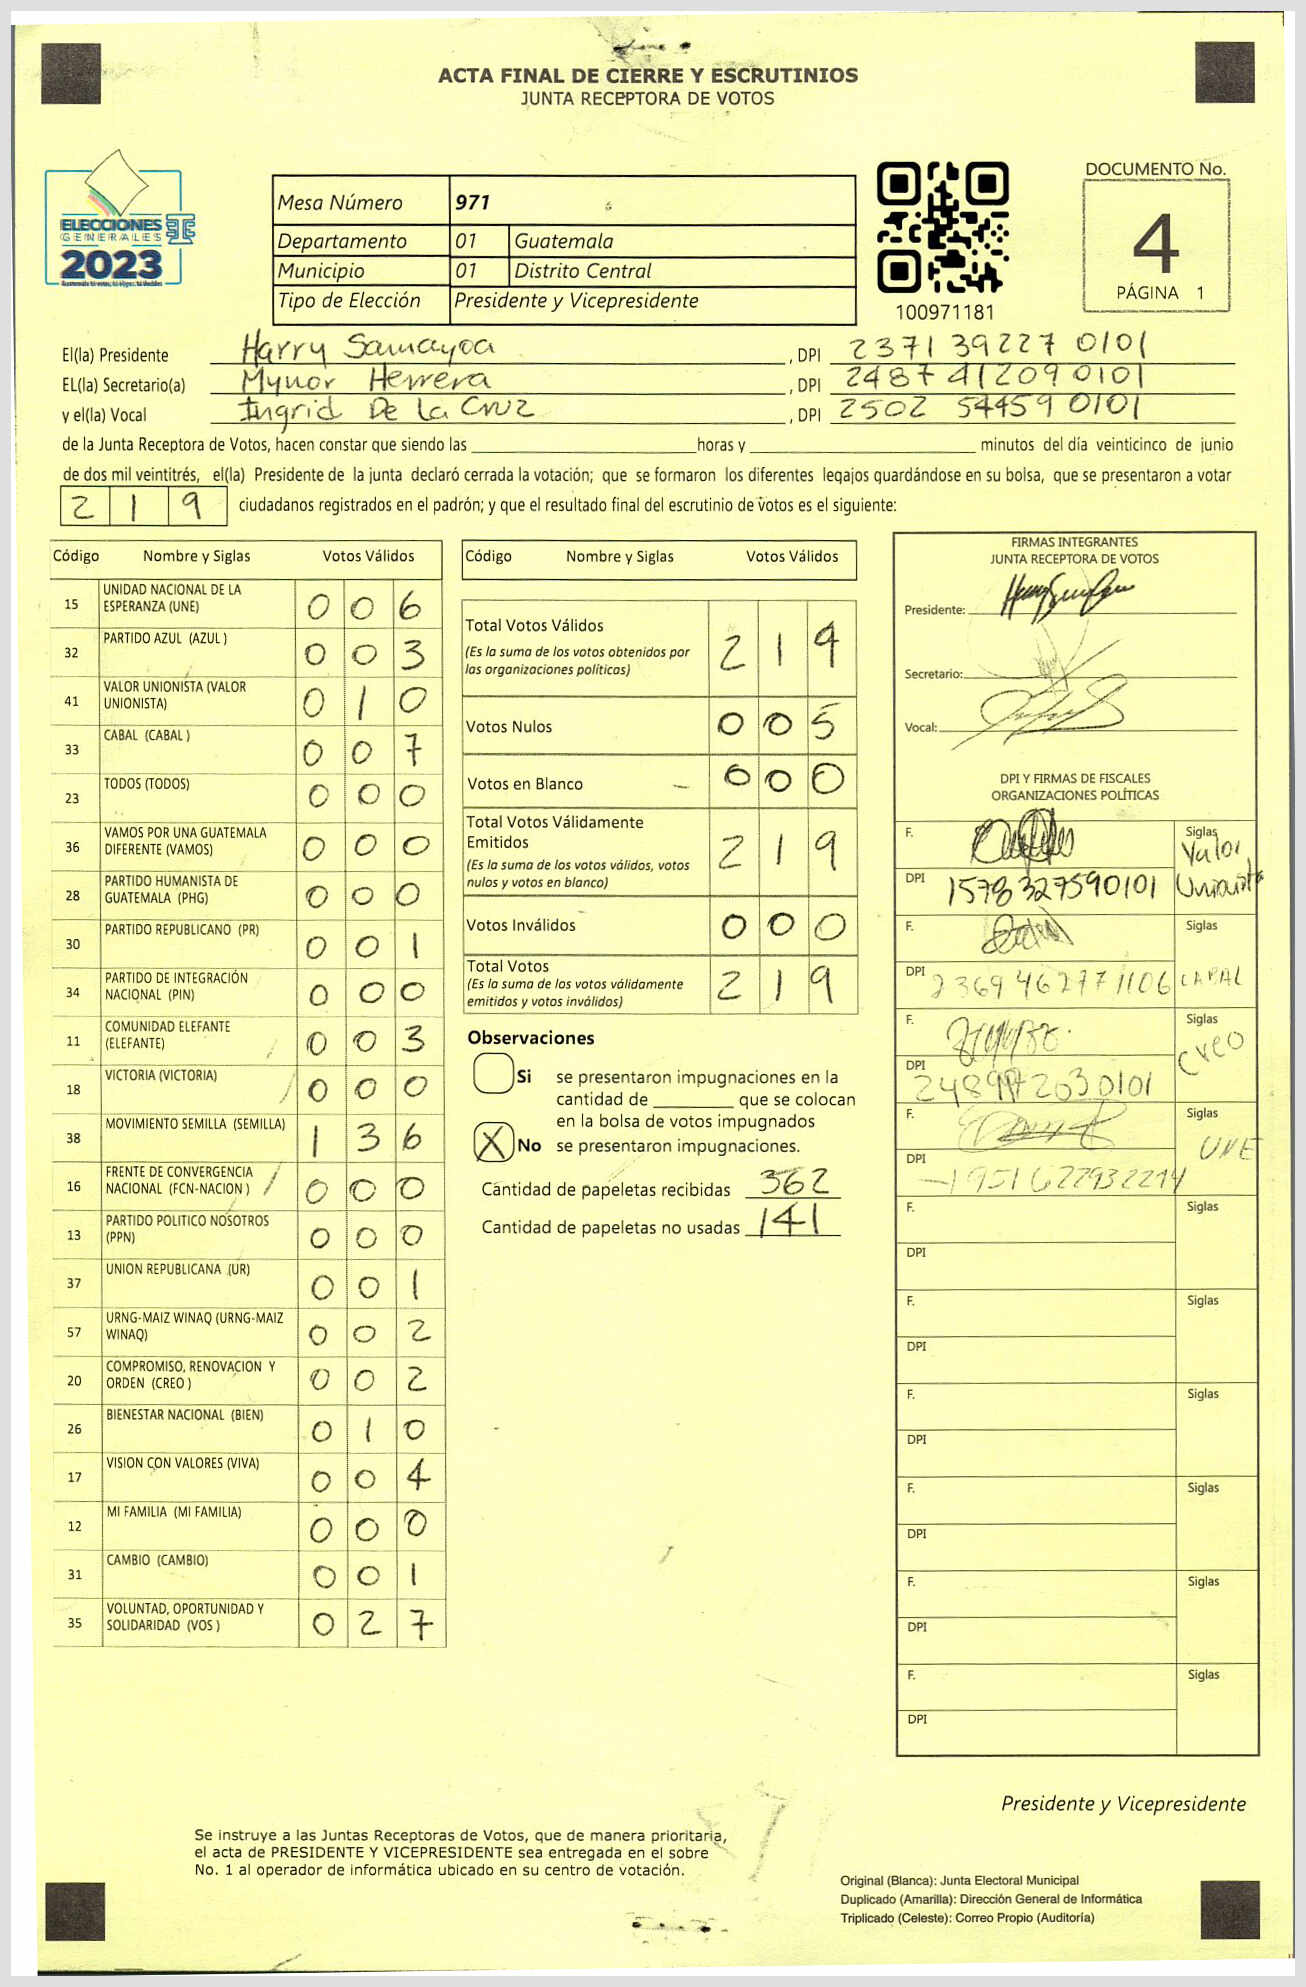 ACTA FINAL DE CIERRE Y ESCRUTINIOS
JUNTA RECEPTORA DE VOTOS
ELECCIONES
GENERALES
2023
Mesa Número 971
Departamento 01 Guatemala
Municipio 01 Distrito Central
Tipo de Elección Presidente y Vicepresidente
100971181
DOCUMENTO No.
4
PÁGINA 1
El(la) Presidente Harry Samayoa , DPI 2371 39227 0101
EL(la) Secretario(a) Mynor Herrera , DPI 2487 41209 0101
y el(la) Vocal Ingrid De La Cruz , DPI 2502 54459 0101
de la Junta Receptora de Votos, hacen constar que siendo las horas y minutos del día veinticinco de junio
de dos mil veintitrés, el(la) Presidente de la junta declaró cerrada la votación; que se formaron los diferentes legajos guardándose en su bolsa, que se presentaron a votar
2 1 9 ciudadanos registrados en el padrón; y que el resultado final del escrutinio de votos es el siguiente:
Código Nombre y Siglas Votos Válidos
15 UNIDAD NACIONAL DE LA ESPERANZA (UNE) 0 0 6
32 PARTIDO AZUL (AZUL ) 0 0 3
41 VALOR UNIONISTA (VALOR UNIONISTA) 0 1 0
33 CABAL (CABAL ) 0 0 7
23 TODOS (TODOS) 0 0 0
36 VAMOS POR UNA GUATEMALA DIFERENTE (VAMOS) 0 0 0
28 PARTIDO HUMANISTA DE GUATEMALA (PHG) 0 0 0
30 PARTIDO REPUBLICANO (PR) 0 0 1
34 PARTIDO DE INTEGRACIÓN NACIONAL (PIN) 0 0 0
11 COMUNIDAD ELEFANTE (ELEFANTE) 0 0 3
18 VICTORIA (VICTORIA) 0 0 0
38 MOVIMIENTO SEMILLA (SEMILLA) 1 3 6
16 FRENTE DE CONVERGENCIA NACIONAL (FCN-NACION ) 0 0 0
13 PARTIDO POLITICO NOSOTROS (PPN) 0 0 0
37 UNION REPUBLICANA (UR) 0 0 1
57 URNG-MAIZ WINAQ (URNG-MAIZ WINAQ) 0 0 2
20 COMPROMISO, RENOVACION Y ORDEN (CREO ) 0 0 2
26 BIENESTAR NACIONAL (BIEN) 0 1 0
17 VISION CON VALORES (VIVA) 0 0 4
12 MI FAMILIA (MI FAMILIA) 0 0 0
31 CAMBIO (CAMBIO) 0 0 1
35 VOLUNTAD, OPORTUNIDAD Y SOLIDARIDAD (VOS ) 0 2 7
Código Nombre y Siglas Votos Válidos
Total Votos Válidos 2 1 9
(Es la suma de los votos obtenidos por
las organizaciones políticas)
Votos Nulos 0 0 5
Votos en Blanco 0 0 0
Total Votos Válidamente
Emitidos 2 1 9
(Es la suma de los votos válidos, votos
nulos y votos en blanco)
Votos Inválidos 0 0 0
Total Votos 2 1 9
(Es la suma de los votos válidamente
emitidos y votos inválidos)
Observaciones
Si se presentaron impugnaciones en la
cantidad de que se colocan
en la bolsa de votos impugnados
X No se presentaron impugnaciones.
Cantidad de papeletas recibidas 362
Cantidad de papeletas no usadas 141
FIRMAS INTEGRANTES
JUNTA RECEPTORA DE VOTOS
Presidente:
Secretario:
Vocal:
DPI Y FIRMAS DE FISCALES
ORGANIZACIONES POLÍTICAS
F. Siglas Valor
DPI 1578 32759 0101 Unionista
F. Siglas
DPI 2369 46277 1106 CABAL
F. Siglas Creo
DPI
F. Siglas UNE
DPI
F. Siglas
DPI
F. Siglas
DPI
F. Siglas
DPI
F. Siglas
DPI
F. Siglas
DPI
F. Siglas
DPI
Presidente y Vicepresidente
Se instruye a las Juntas Receptoras de Votos, que de manera prioritaria,
el acta de PRESIDENTE Y VICEPRESIDENTE sea entregada en el sobre
No. 1 al operador de informática ubicado en su centro de votación.
Original (Blanca): Junta Electoral Municipal
Duplicado (Amarilla): Dirección General de Informática
Triplicado (Celeste): Correo Propio (Auditoría)